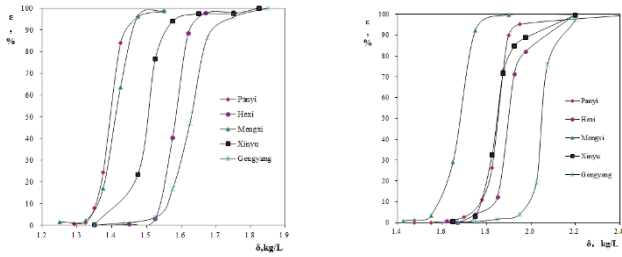 ε
,
%
100
90
80
70
60
50
40
30
20
10
0
1.2 1.3 1.4 1.5 1.6 1.7 1.8 1.9
δ,kg/L
Panyi
Hexi
Mengxi
Xinyu
Gengyang
ε
,
%
100
90
80
70
60
50
40
30
20
10
0
1.4 1.6 1.8 2.0 2.2 2.4
δ, kg/L
Panyi
Hexi
Mengxi
Xinyu
Gengyang